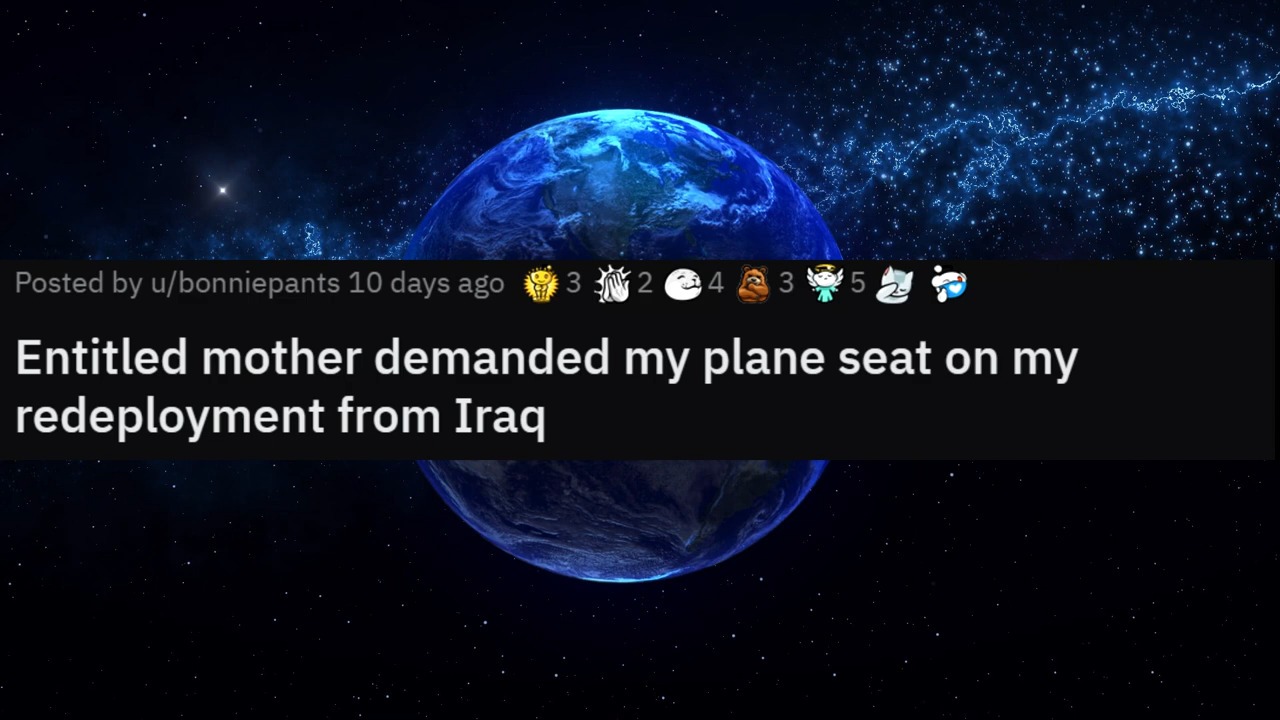 Posted by u/bonniepants 10 days ago 3 2 4 3 5
Entitled mother demanded my plane seat on my
redeployment from Iraq